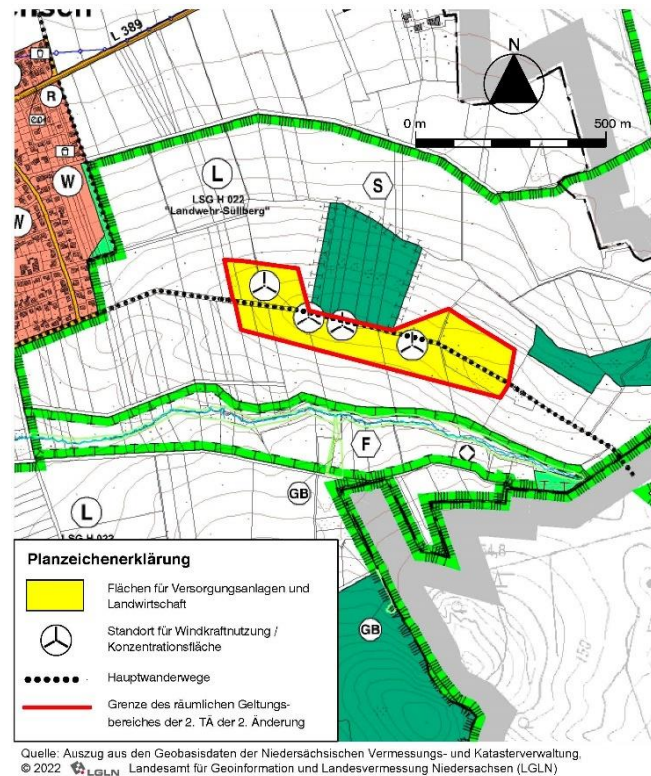 L 389
N
0 m 500 m
R
W
W
L
S
LSG H 022
"Landwehr-Süllberg"
F
GB
L
LSG H 022
GB
150
Planzeichenerklärung
Flächen für Versorgungsanlagen und
Landwirtschaft
Standort für Windkraftnutzung /
Konzentrationsfläche
Hauptwanderwege
Grenze des räumlichen Geltungs-
bereiches der 2. TÄ der 2. Änderung
Quelle: Auszug aus den Geobasisdaten der Niedersächsischen Vermessungs- und Katasterverwaltung,
© 2022 LGLN Landesamt für Geoinformation und Landesvermessung Niedersachsen (LGLN)